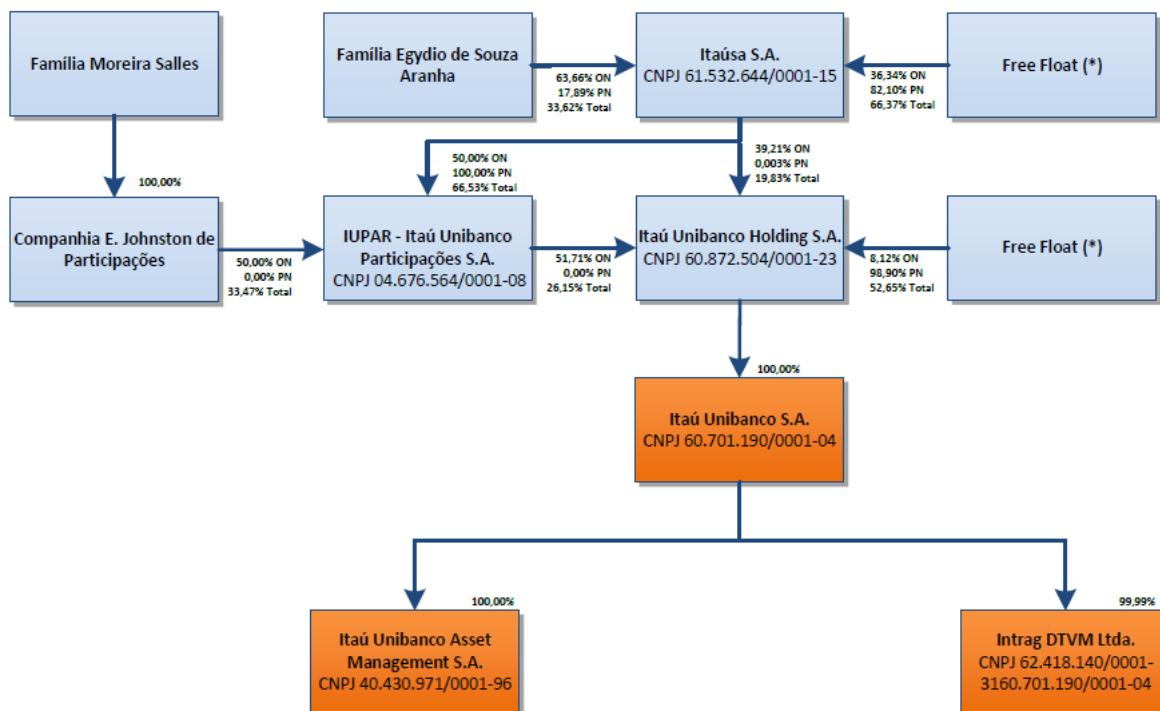 Família Moreira Salles
Família Egydio de Souza
Aranha
63,66% ON
17,89% PN
33,62% Total
Itaúsa S.A.
CNPJ 61.532.644/0001-15
36,34% ON
82,10% PN
66,37% Total
Free Float (*)
100,00%
50,00% ON
100,00% PN
66,53% Total
39,21% ON
0,003% PN
19,83% Total
Companhia E. Johnston de
Participações
50,00% ON
0,00% PN
33,47% Total
IUPAR - Itaú Unibanco
Participações S.A.
CNPJ 04.676.564/0001-08
51,71% ON
0,00% PN
26,15% Total
Itaú Unibanco Holding S.A.
CNPJ 60.872.504/0001-23
8,12% ON
98,90% PN
52,65% Total
Free Float (*)
100,00%
Itaú Unibanco S.A.
CNPJ 60.701.190/0001-04
100,00%
Itaú Unibanco Asset
Management S.A.
CNPJ 40.430.971/0001-96
99,99%
Intrag DTVM Ltda.
CNPJ 62.418.140/0001-
3160.701.190/0001-04